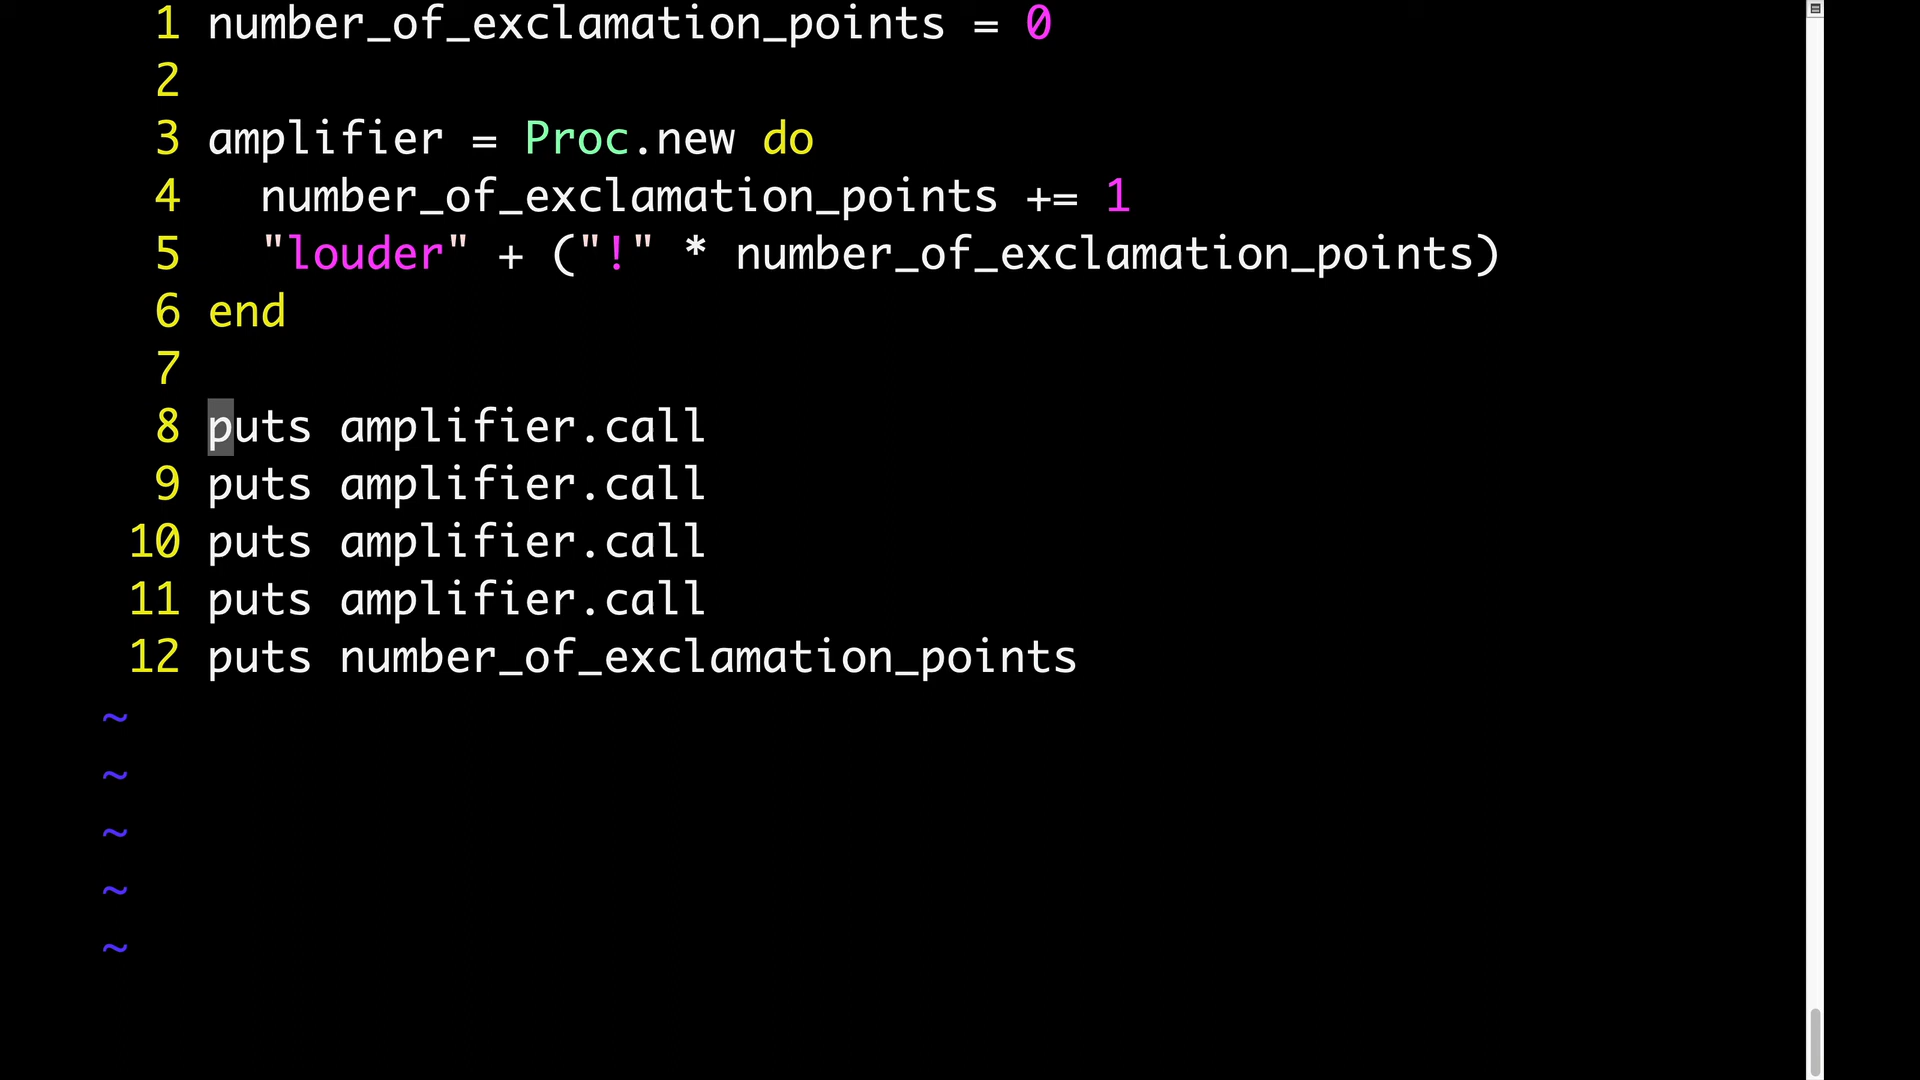 1 number_of_exclamation_points = 0
2
3 amplifier = Proc.new do
4   number_of_exclamation_points += 1
5   "louder" + ("!" * number_of_exclamation_points)
6 end
7
8 puts amplifier.call
9 puts amplifier.call
10 puts amplifier.call
11 puts amplifier.call
12 puts number_of_exclamation_points
~
~
~
~
~